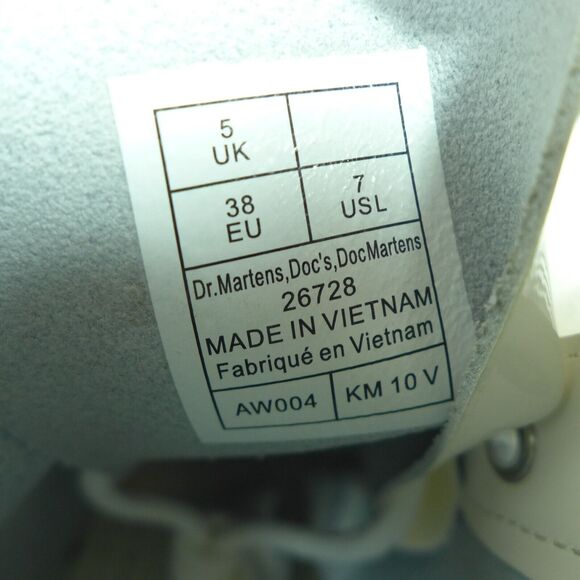 5
UK
38
EU
7
USL
Dr.Martens,Doc's,DocMartens
26728
MADE IN VIETNAM
Fabriqué en Vietnam
AW004
KM 10 V